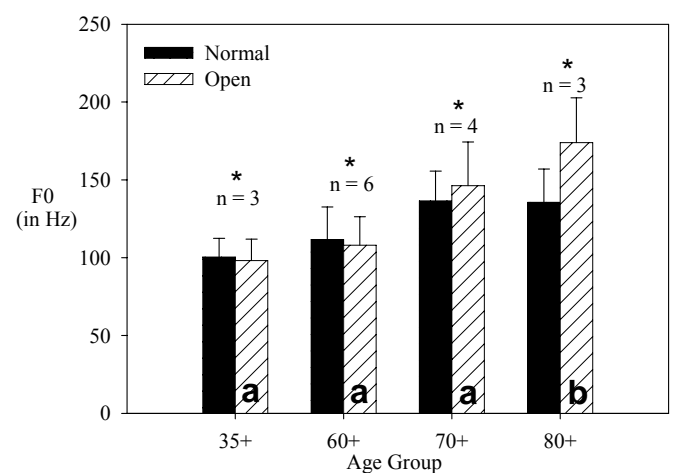 250
Normal
Open
200
*
n = 3
*
n = 4
150
*
n = 3
*
n = 6
F0
(in Hz)
100
50
a
a
a
b
0
35+
60+
70+
80+
Age Group